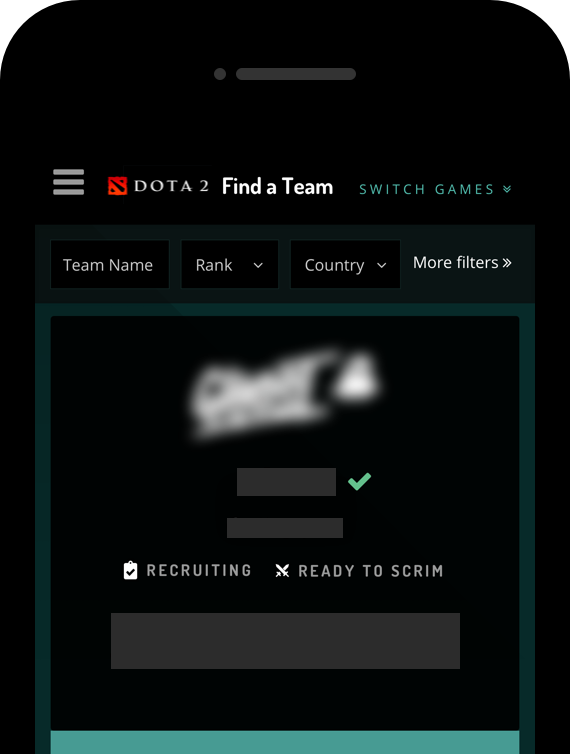 DOTA 2 Find a Team SWITCH GAMES
Team Name Rank Country More filters
RECRUITING READY TO SCRIM